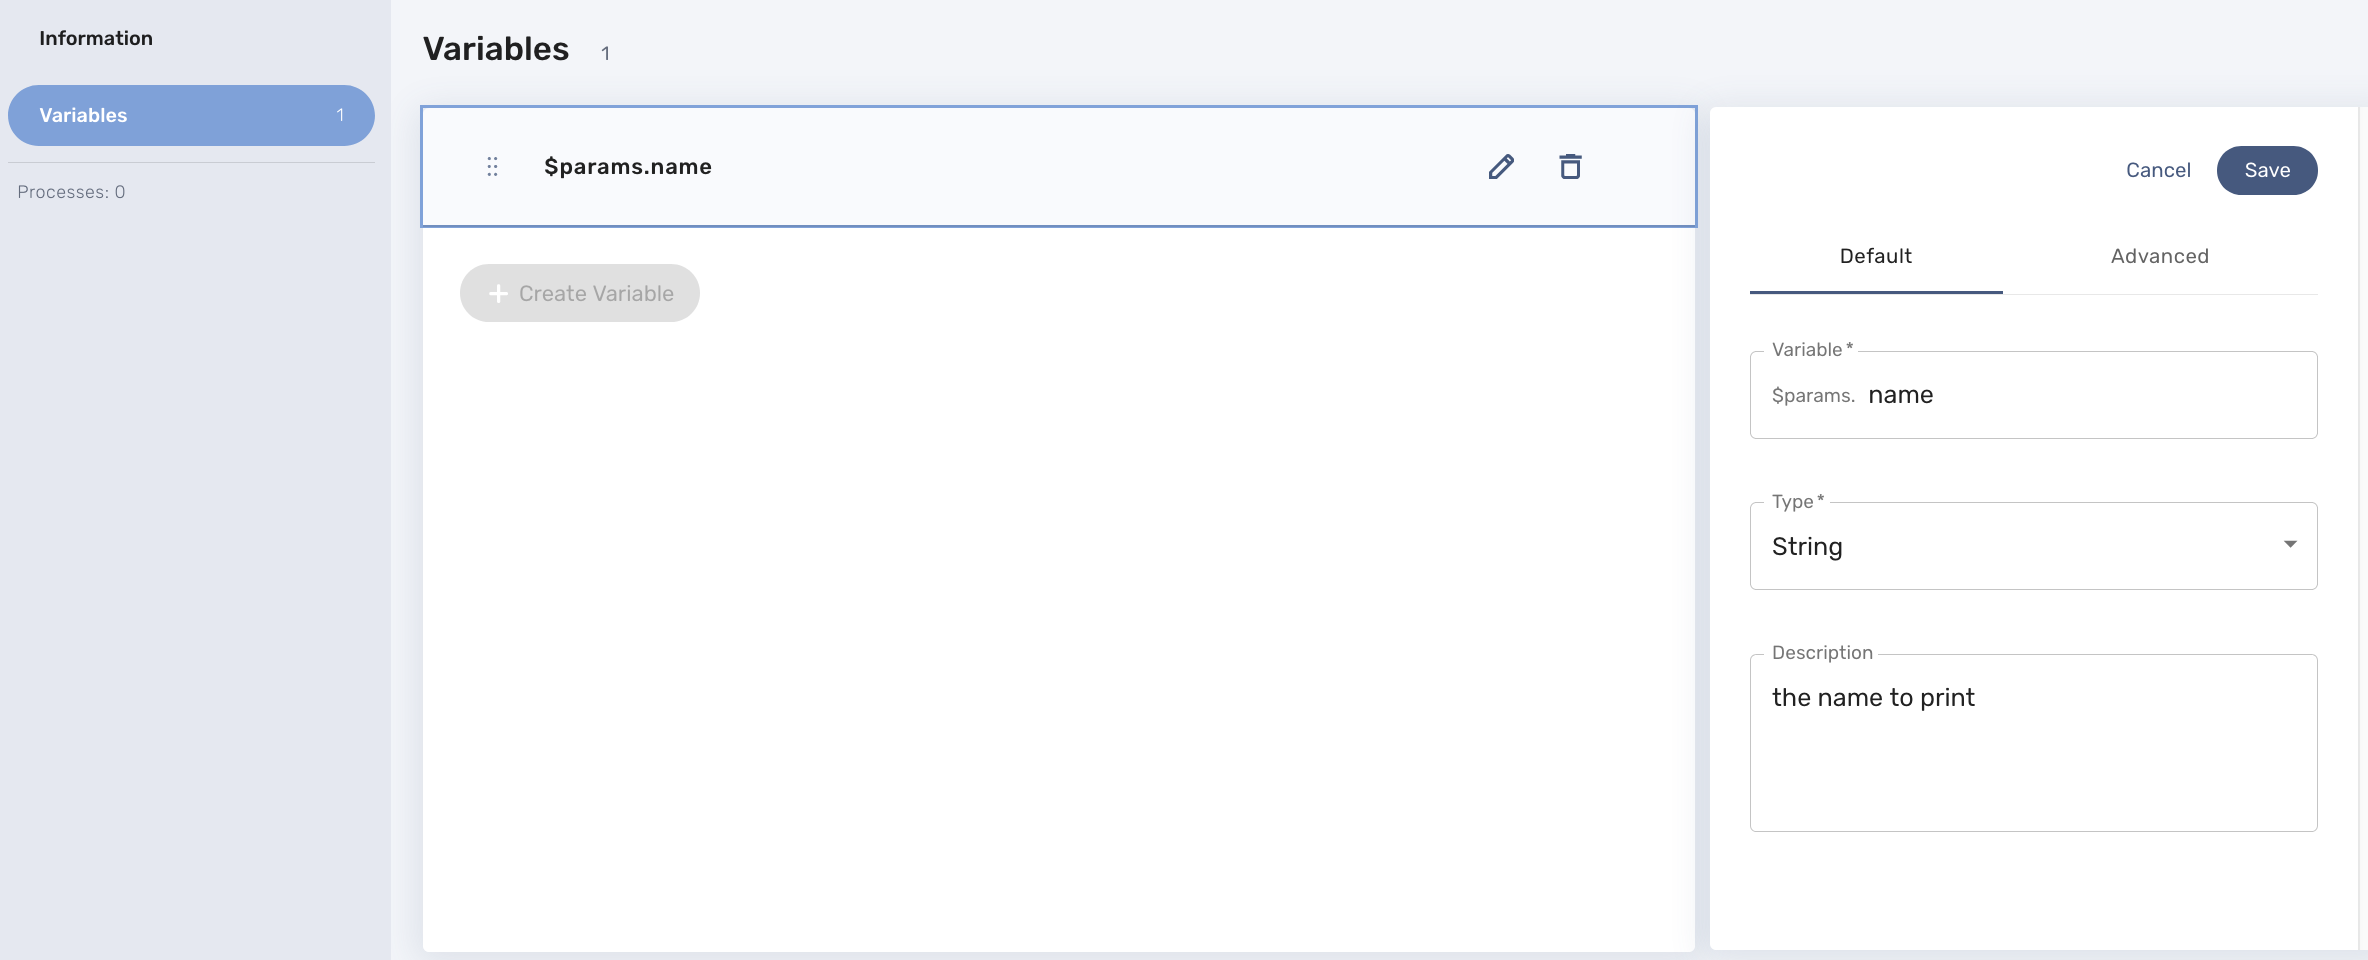 Information
Variables 1
Processes: 0
Variables 1
$params.name
Create Variable
Cancel Save
Default Advanced
Variable *
$params. name
Type *
String
Description
the name to print